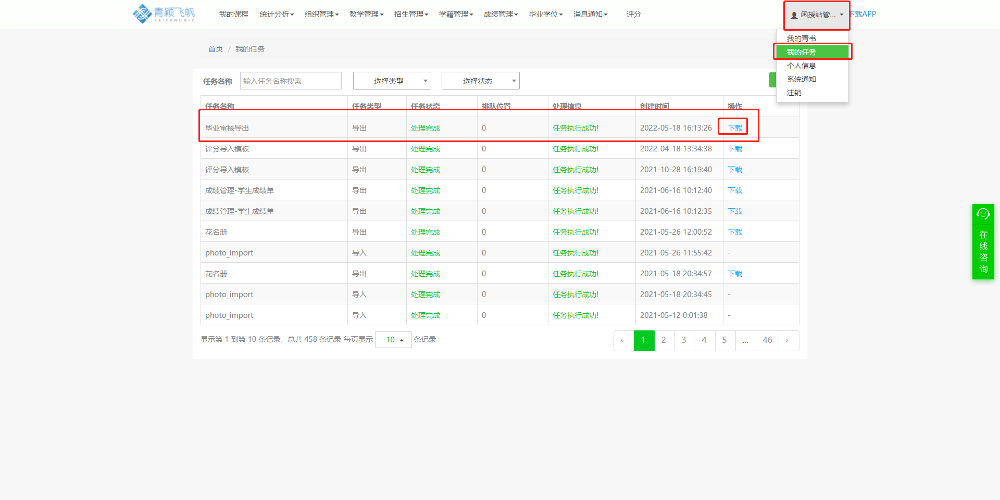 青颖飞帆 我的课程 统计分析 组织管理 教学管理 招生管理 学籍管理 成绩管理 毕业学位 消息通知 评分 函授站管... 下载APP
FEIFANUNIV
我的青书
首页 / 我的任务
我的任务
个人信息
系统通知
注销
任务名称 输入任务名称搜索 选择类型 选择状态
任务名称 任务类型 任务状态 排队位置 处理信息 创建时间 操作
毕业审核导出 导出 处理完成 0 任务执行成功! 2022-05-18 16:13:26 下载
评分导入模板 导出 处理完成 0 任务执行成功! 2022-04-18 13:34:38 下载
评分导入模板 导出 处理完成 0 任务执行成功! 2021-10-28 16:19:40 下载
成绩管理-学生成绩单 导出 处理完成 0 任务执行成功! 2021-06-16 10:12:40 下载
成绩管理-学生成绩单 导出 处理完成 0 任务执行成功! 2021-06-16 10:12:35 下载
花名册 导出 处理完成 0 任务执行成功! 2021-05-26 12:00:52 下载
photo_import 导入 处理完成 0 任务执行成功! 2021-05-26 11:55:42 -
花名册 导出 处理完成 0 任务执行成功! 2021-05-18 20:34:57 下载
photo_import 导入 处理完成 0 任务执行成功! 2021-05-18 20:34:45 -
photo_import 导入 处理完成 0 任务执行成功! 2021-05-12 0:01:38 -
显示第 1 到第 10 条记录，总共 458 条记录 每页显示 10 条记录 ‹ 1 2 3 4 5 ... 46 ›
在线咨询